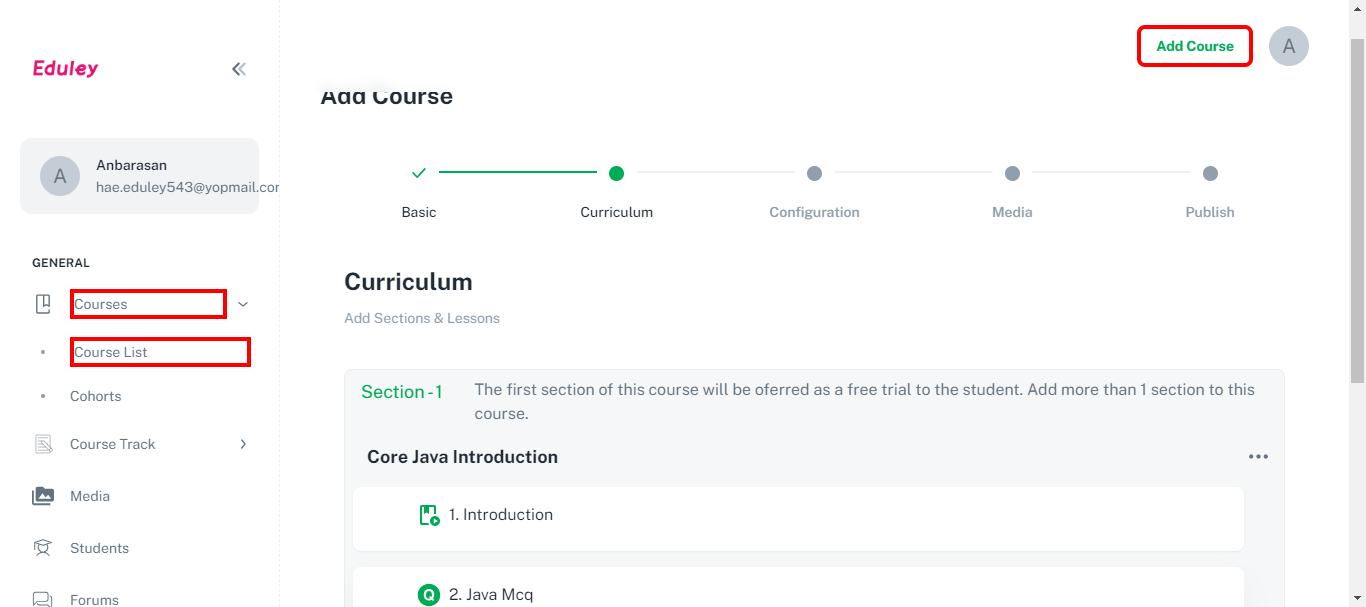 Eduley
Add Course
A
Add Course
A
Anbarasan
hae.eduley543@yopmail.com
Basic
Curriculum
Configuration
Media
Publish
GENERAL
Courses
Course List
Cohorts
Course Track
Media
Students
Forums
Curriculum
Add Sections & Lessons
Section - 1
The first section of this course will be oferred as a free trial to the student. Add more than 1 section to this
course.
Core Java Introduction
1. Introduction
Q
2. Java Mcq